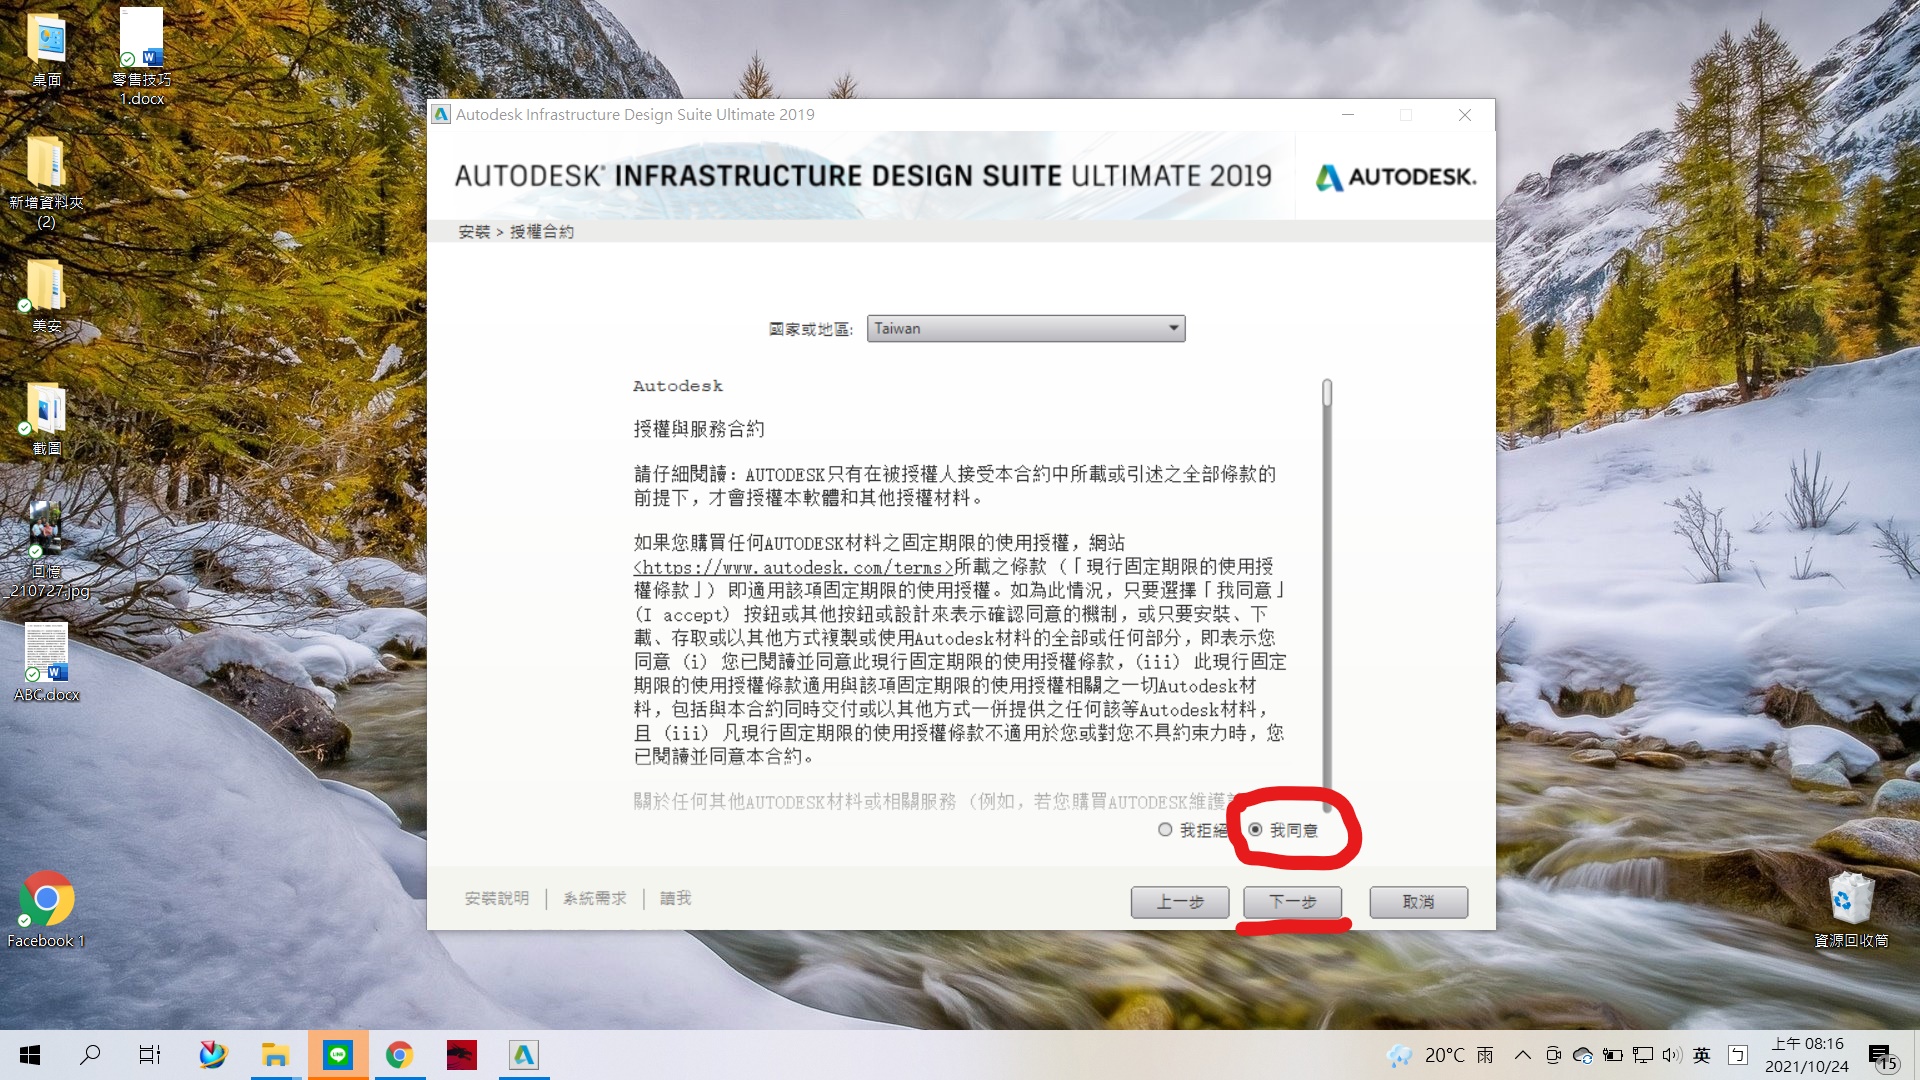 桌面
零售技巧
1.docx
新增資料夾
(2)
美安
截圖
回憶
_210727.jpg
ABC.docx
Facebook 1
資源回收筒
Autodesk Infrastructure Design Suite Ultimate 2019
AUTODESK® INFRASTRUCTURE DESIGN SUITE ULTIMATE 2019
AUTODESK.
安裝 > 授權合約
國家或地區: Taiwan
Autodesk
授權與服務合約
請仔細閱讀：AUTODESK只有在被授權人接受本合約中所載或引述之全部條款的
前提下，才會授權本軟體和其他授權材料。
如果您購買任何AUTODESK材料之固定期限的使用授權，網站
<https://www.autodesk.com/terms>所載之條款（「現行固定期限的使用授
權條款」）即適用該項固定期限的使用授權。如為此情況，只要選擇「我同意」
(I accept) 按鈕或其他按鈕或設計來表示確認同意的機制，或只要安裝、下
載、存取或以其他方式複製或使用Autodesk材料的全部或任何部分，即表示您
同意 (i) 您已閱讀並同意此現行固定期限的使用授權條款，(iii) 此現行固定
期限的使用授權條款適用與該項固定期限的使用授權相關之一切Autodesk材
料，包括與本合約同時交付或以其他方式一併提供之任何該等Autodesk材料，
且 (iii) 凡現行固定期限的使用授權條款不適用於您或對您不具約束力時，您
已閱讀並同意本合約。
關於任何其他AUTODESK材料或相關服務（例如，若您購買AUTODESK維護
我拒絕 我同意
安裝說明 系統需求 讀我
上一步 下一步 取消
LINE
20°C 雨
英 ㄅ
上午 08:16
2021/10/24
15